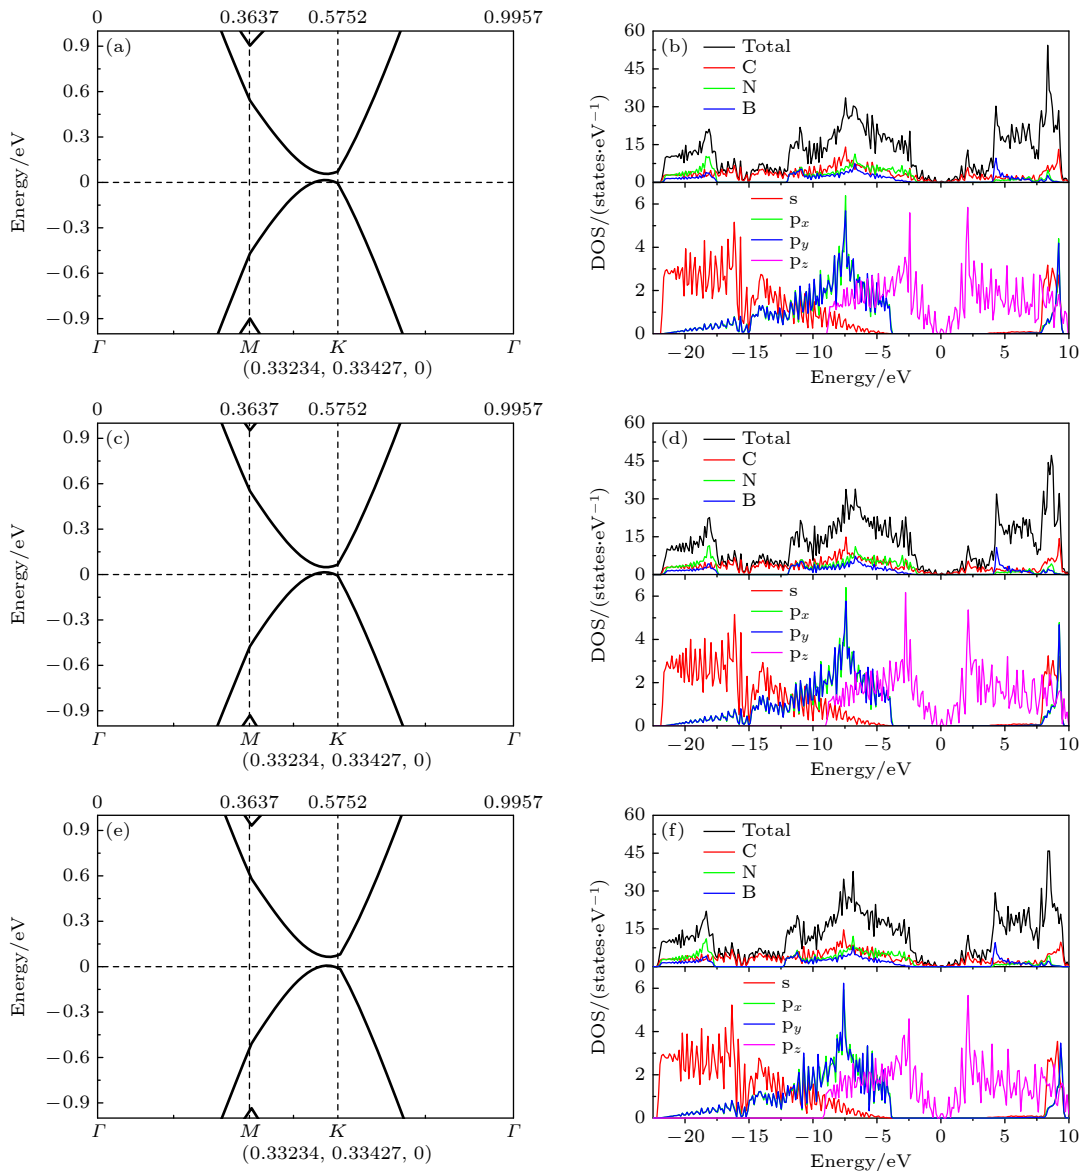 0 0.3637 0.5752 0.9957
(a)
Energy/eV
0.9
0.6
0.3
0
−0.3
−0.6
−0.9
Γ M K Γ
(0.33234, 0.33427, 0)
(b)
Total
C
N
B
60
45
30
15
0
DOS/(states·eV⁻¹)
s
pₓ
p_y
p_z
6
4
2
0
−20 −15 −10 −5 0 5 10
Energy/eV
0 0.3637 0.5752 0.9957
(c)
Energy/eV
0.9
0.6
0.3
0
−0.3
−0.6
−0.9
Γ M K Γ
(0.33234, 0.33427, 0)
(d)
Total
C
N
B
60
45
30
15
0
DOS/(states·eV⁻¹)
s
pₓ
p_y
p_z
6
4
2
0
−20 −15 −10 −5 0 5 10
Energy/eV
0 0.3637 0.5752 0.9957
(e)
Energy/eV
0.9
0.6
0.3
0
−0.3
−0.6
−0.9
Γ M K Γ
(0.33234, 0.33427, 0)
(f)
Total
C
N
B
60
45
30
15
0
DOS/(states·eV⁻¹)
s
pₓ
p_y
p_z
6
4
2
0
−20 −15 −10 −5 0 5 10
Energy/eV